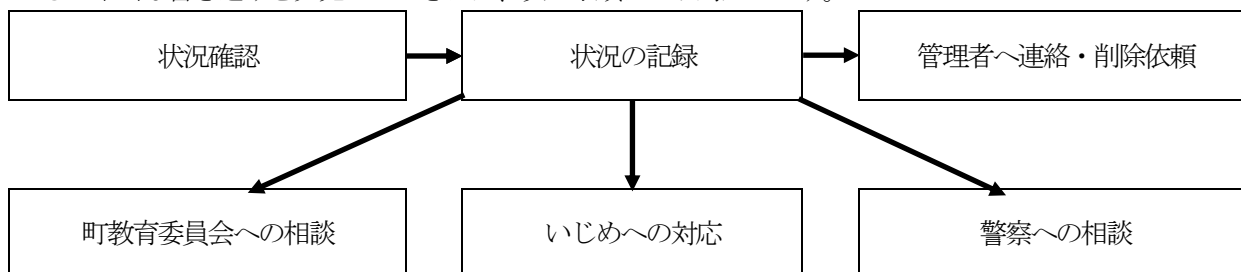 状況確認
状況の記録
管理者へ連絡・削除依頼
町教育委員会への相談
いじめへの対応
警察への相談